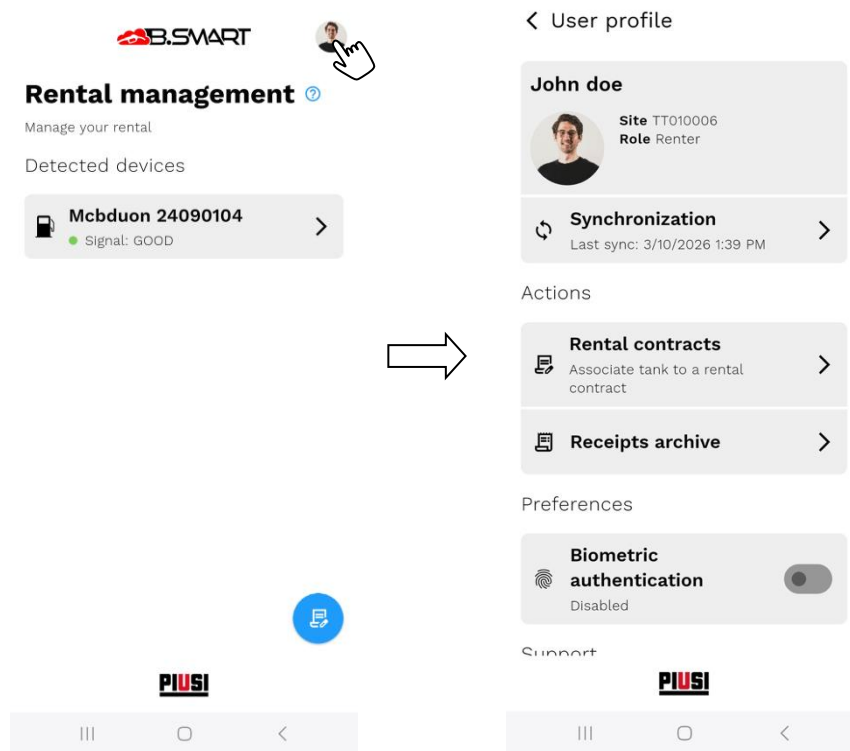 B.SMART
Rental management
Manage your rental
Detected devices
Mcbduon 24090104
Signal: GOOD
PIUSI
User profile
John doe
Site TT010006
Role Renter
Synchronization
Last sync: 3/10/2026 1:39 PM
Actions
Rental contracts
Associate tank to a rental
contract
Receipts archive
Preferences
Biometric
authentication
Disabled
Support
PIUSI